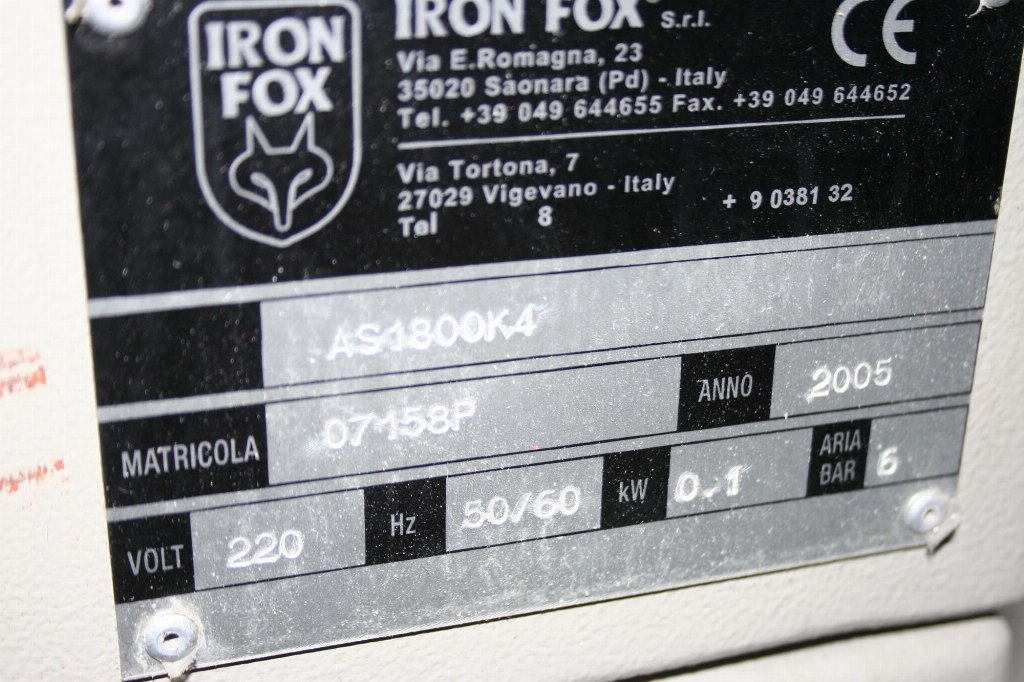 IRON
FOX
IRON FOX S.r.l.
CE
Via E.Romagna, 23
35020 Saonara (Pd) - Italy
Tel. +39 049 644655 Fax. +39 049 644652
Via Tortona, 7
27029 Vigevano - Italy
Tel 8 + 9 0381 32
AS1800K4
MATRICOLA 07158P ANNO 2005
VOLT 220 Hz 50/60 kW 0.1 ARIA BAR 6